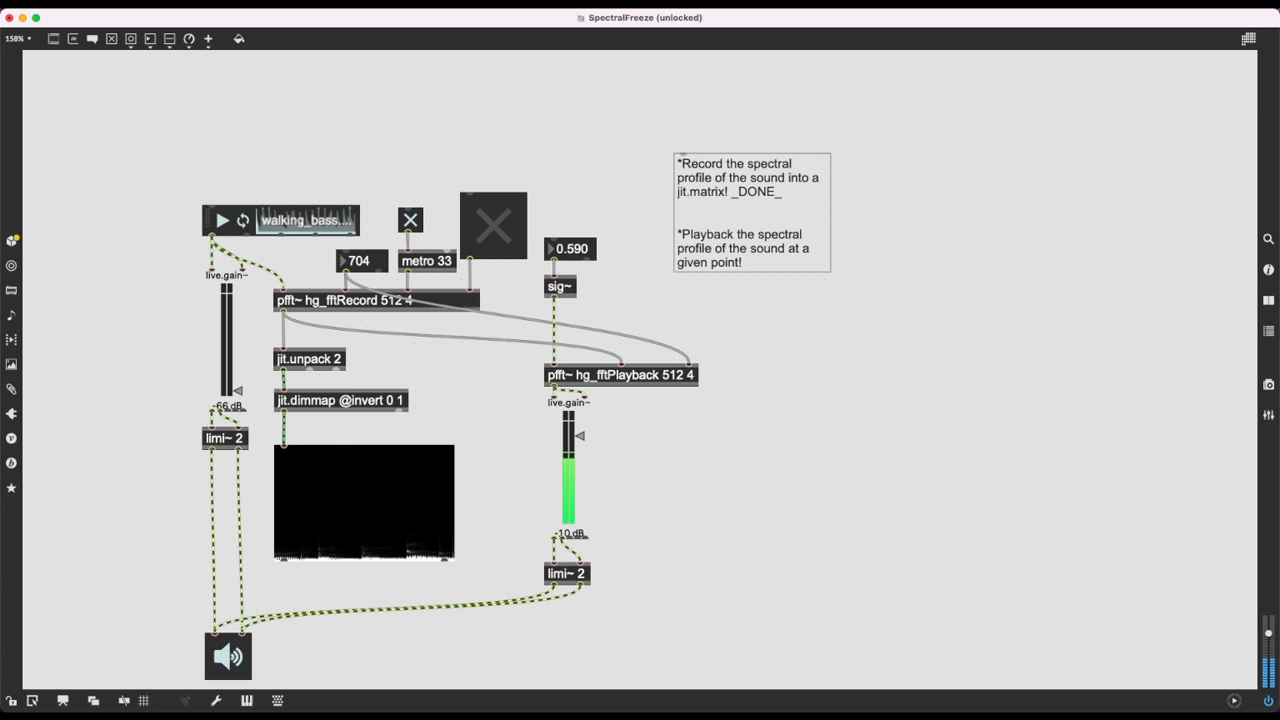 SpectralFreeze (unlocked)
158%
*Record the spectral
profile of the sound into a
jit.matrix! _DONE_
*Playback the spectral
profile of the sound at a
given point!
walking_bass....
704
metro 33
0.590
live.gain~
sig~
pfft~ hg_fftRecord 512 4
jit.unpack 2
pfft~ hg_fftPlayback 512 4
jit.dimmap @invert 0 1
live.gain~
-66 dB
limi~ 2
-10 dB
limi~ 2